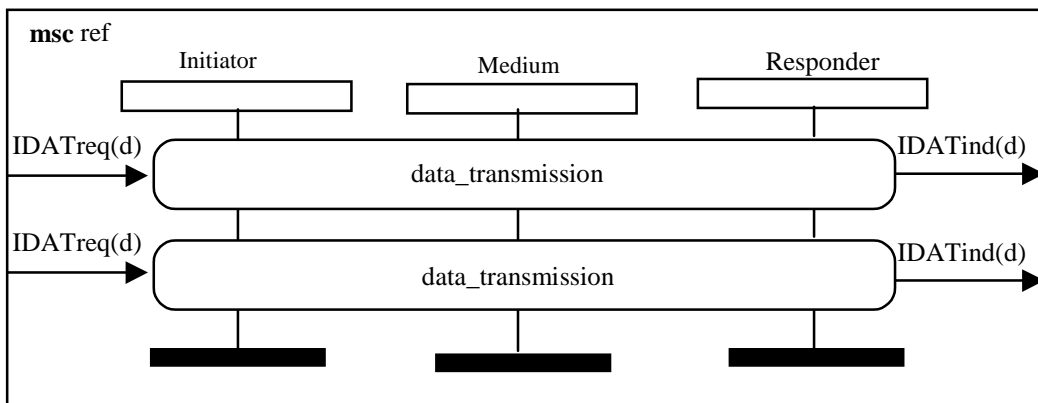 msc ref
Initiator
Medium
Responder
IDATreq(d)
data_transmission
IDATind(d)
IDATreq(d)
data_transmission
IDATind(d)